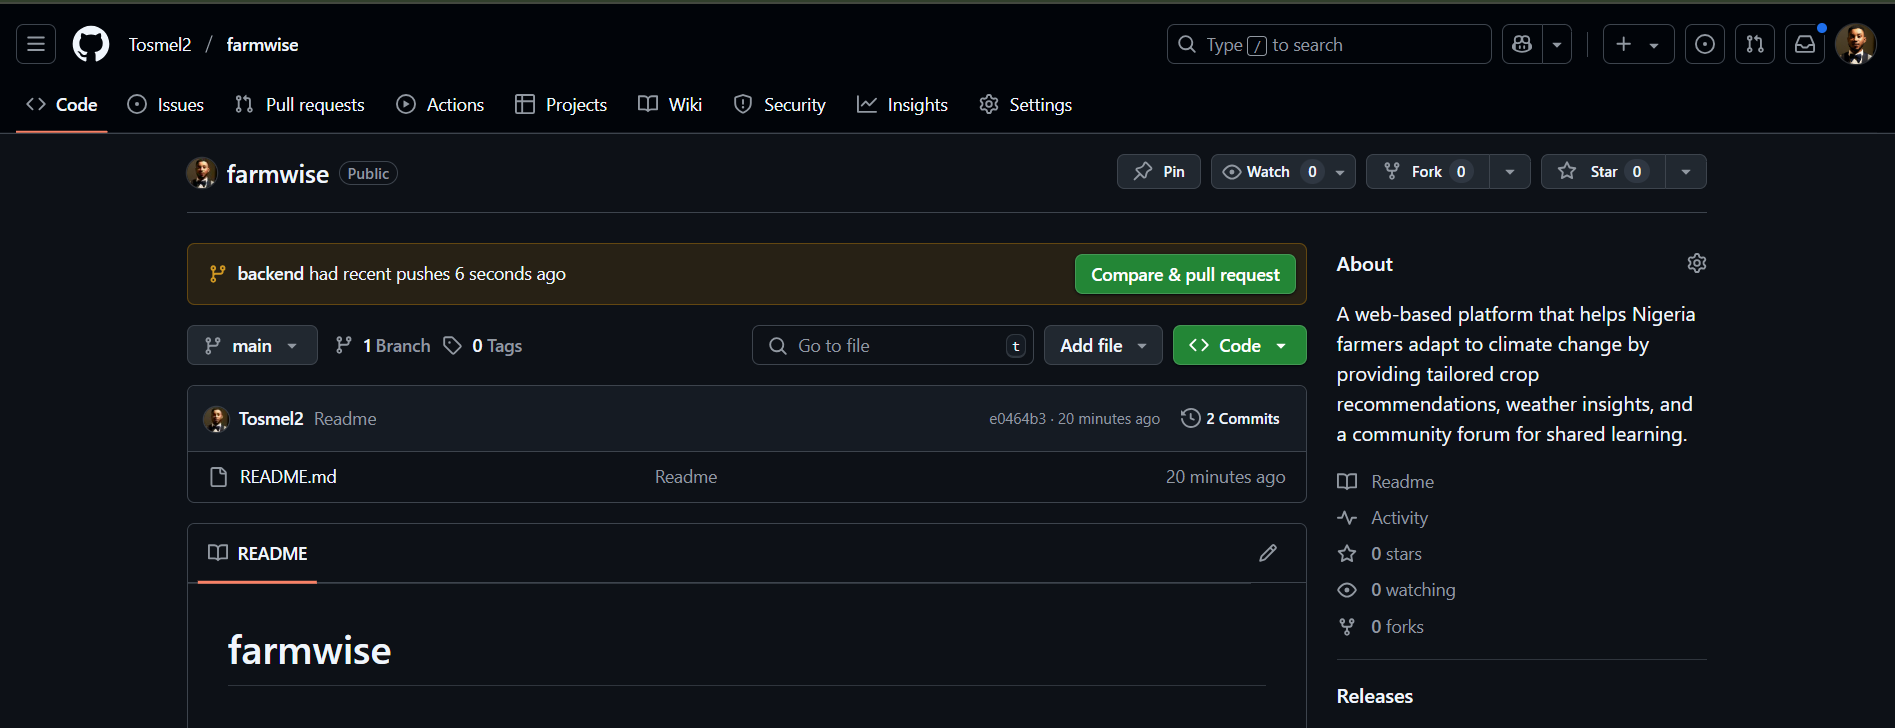 Tosmel2 / farmwise
Type / to search
Code Issues Pull requests Actions Projects Wiki Security Insights Settings
farmwise Public
Pin Watch 0 Fork 0 Star 0
backend had recent pushes 6 seconds ago
Compare & pull request
main 1 Branch 0 Tags
Go to file t
Add file
Code
Tosmel2 Readme
e0464b3 · 20 minutes ago 2 Commits
README.md Readme 20 minutes ago
README
farmwise
About
A web-based platform that helps Nigeria
farmers adapt to climate change by
providing tailored crop
recommendations, weather insights, and
a community forum for shared learning.
Readme
Activity
0 stars
0 watching
0 forks
Releases